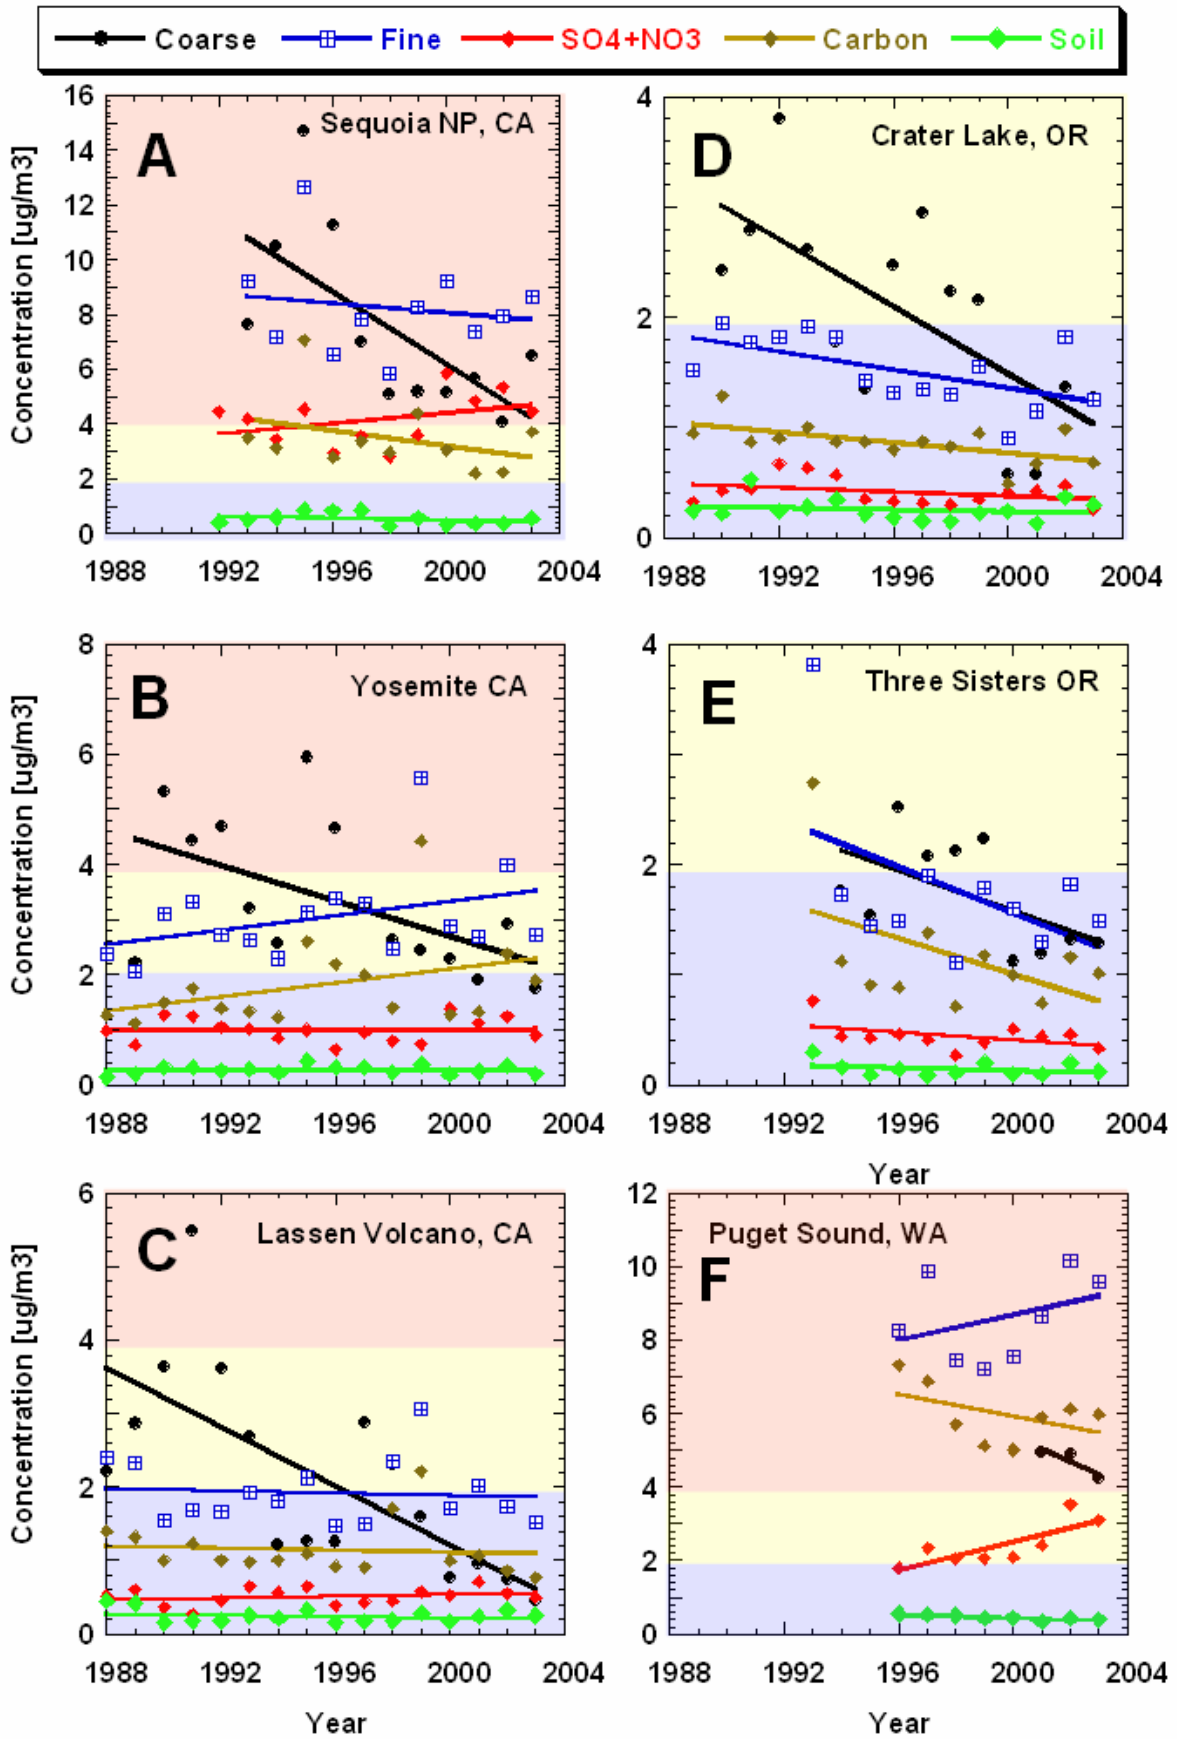 Coarse Fine SO4+NO3 Carbon Soil
A
Sequoia NP, CA
Concentration [ug/m3]
16
14
12
10
8
6
4
2
0
1988 1992 1996 2000 2004
D
Crater Lake, OR
4
2
0
1988 1992 1996 2000 2004
B
Yosemite CA
Concentration [ug/m3]
8
6
4
2
0
1988 1992 1996 2000 2004
E
Three Sisters OR
4
2
0
1988 1992 1996 2000 2004
Year
C
Lassen Volcano, CA
Concentration [ug/m3]
6
4
2
0
1988 1992 1996 2000 2004
Year
Puget Sound, WA
F
12
10
8
6
4
2
0
1988 1992 1996 2000 2004
Year